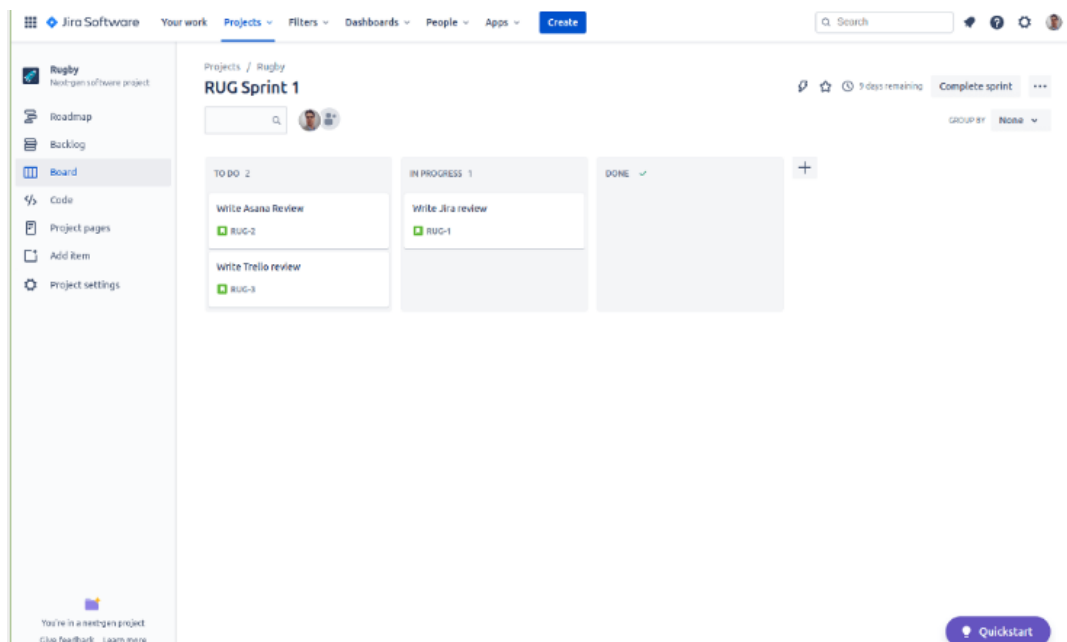 Jira Software Your work Projects Filters Dashboards People Apps Create Search
Rugby
Next-gen software project
Roadmap
Backlog
Board
Code
Project pages
Add item
Project settings
You're in a next-gen project
Give feedback Learn more
Projects / Rugby
RUG Sprint 1
9 days remaining Complete sprint
GROUP BY None
TO DO 2
Write Asana Review
RUG-2
Write Trello review
RUG-3
IN PROGRESS 1
Write Jira review
RUG-1
DONE
Quickstart